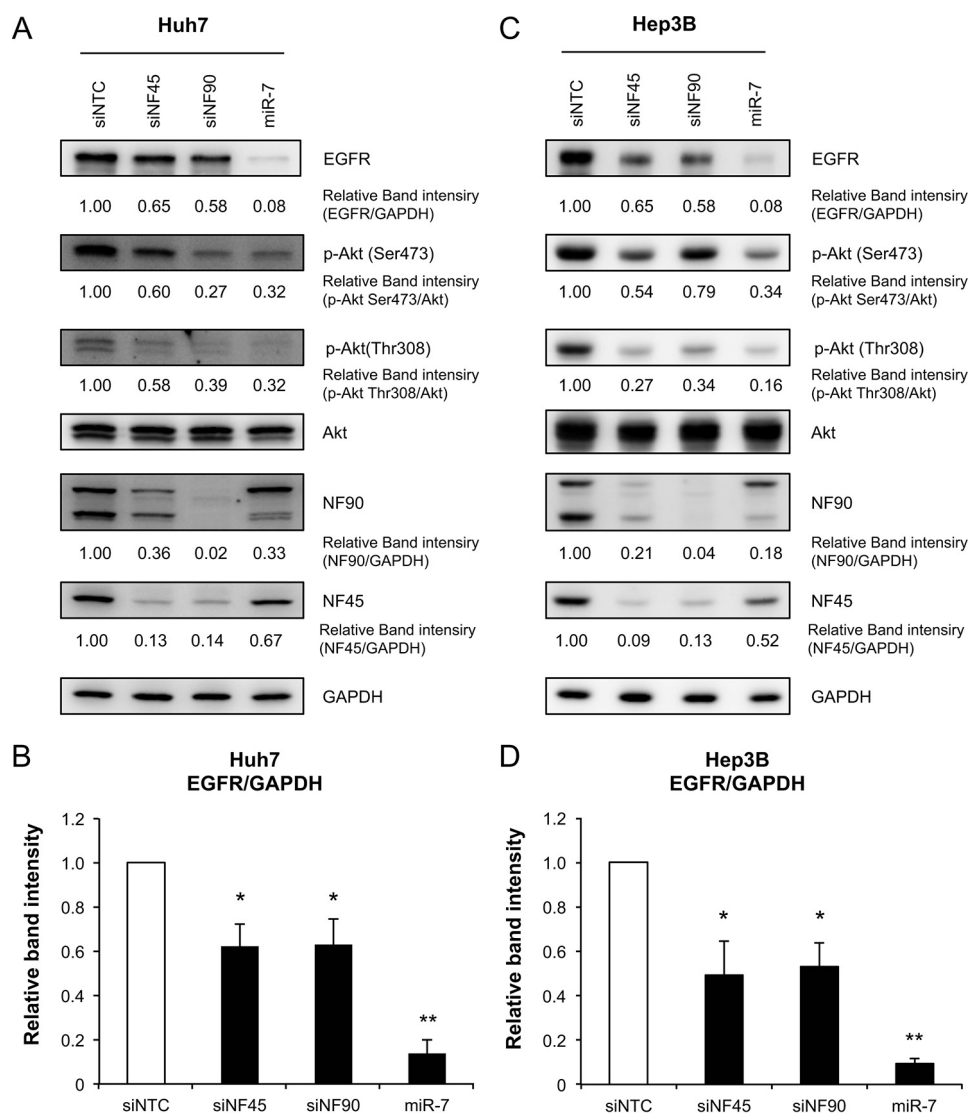 A
Huh7
siNTC
siNF45
siNF90
miR-7
EGFR
1.00 0.65 0.58 0.08
Relative Band intensiry
(EGFR/GAPDH)
p-Akt (Ser473)
1.00 0.60 0.27 0.32
Relative Band intensiry
(p-Akt Ser473/Akt)
p-Akt(Thr308)
1.00 0.58 0.39 0.32
Relative Band intensiry
(p-Akt Thr308/Akt)
Akt
NF90
1.00 0.36 0.02 0.33
Relative Band intensiry
(NF90/GAPDH)
NF45
1.00 0.13 0.14 0.67
Relative Band intensiry
(NF45/GAPDH)
GAPDH
C
Hep3B
siNTC
siNF45
siNF90
miR-7
EGFR
1.00 0.65 0.58 0.08
Relative Band intensiry
(EGFR/GAPDH)
p-Akt (Ser473)
1.00 0.54 0.79 0.34
Relative Band intensiry
(p-Akt Ser473/Akt)
p-Akt (Thr308)
1.00 0.27 0.34 0.16
Relative Band intensiry
(p-Akt Thr308/Akt)
Akt
NF90
1.00 0.21 0.04 0.18
Relative Band intensiry
(NF90/GAPDH)
NF45
1.00 0.09 0.13 0.52
Relative Band intensiry
(NF45/GAPDH)
GAPDH
B
Huh7
EGFR/GAPDH
Relative band intensity
1.2
1.0
0.8
0.6
0.4
0.2
0
* * **
siNTC siNF45 siNF90 miR-7
D
Hep3B
EGFR/GAPDH
Relative band intensity
1.2
1.0
0.8
0.6
0.4
0.2
0
* * **
siNTC siNF45 siNF90 miR-7